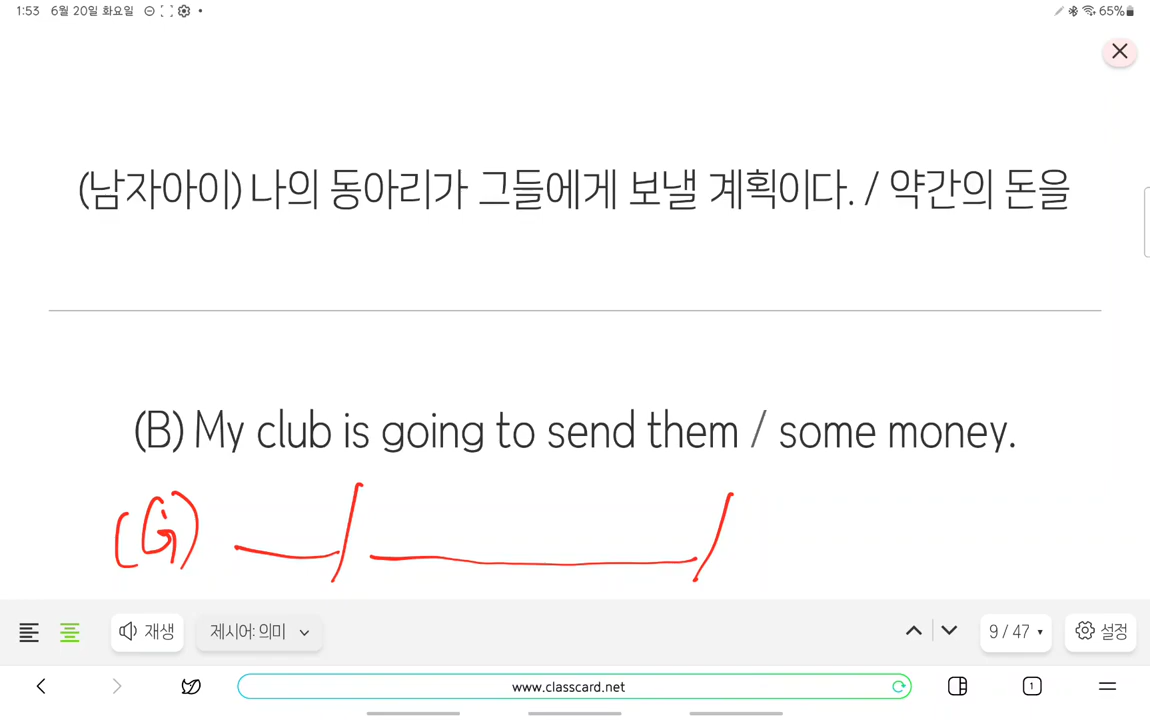 1:53 6월 20일 화요일 65%
(남자아이) 나의 동아리가 그들에게 보낼 계획이다. / 약간의 돈을
(B) My club is going to send them / some money.
(G)
재생 제시어: 의미 9 / 47 설정
www.classcard.net 1